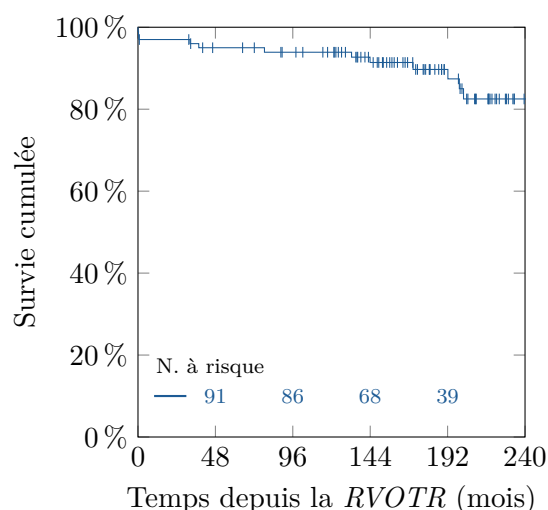 100 %
80 %
60 %
40 %
20 %
0 %
Survie cumulée
N. à risque
91 86 68 39
0 48 96 144 192 240
Temps depuis la RVOTR (mois)